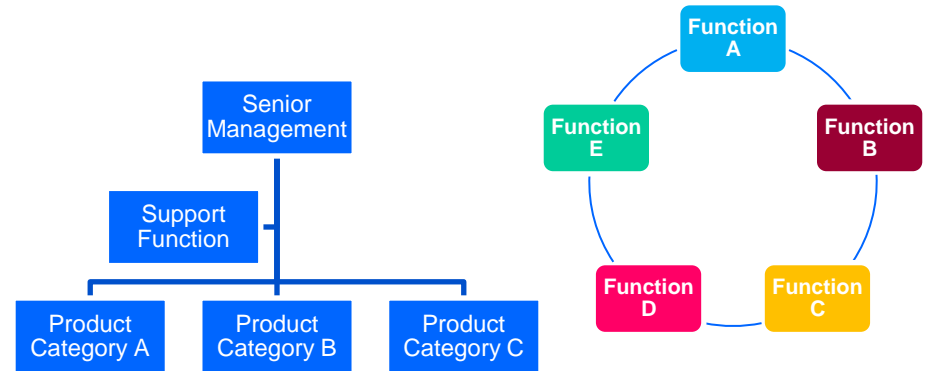 Senior
Management
Support
Function
Product
Category A
Product
Category B
Product
Category C
Function
A
Function
B
Function
C
Function
D
Function
E